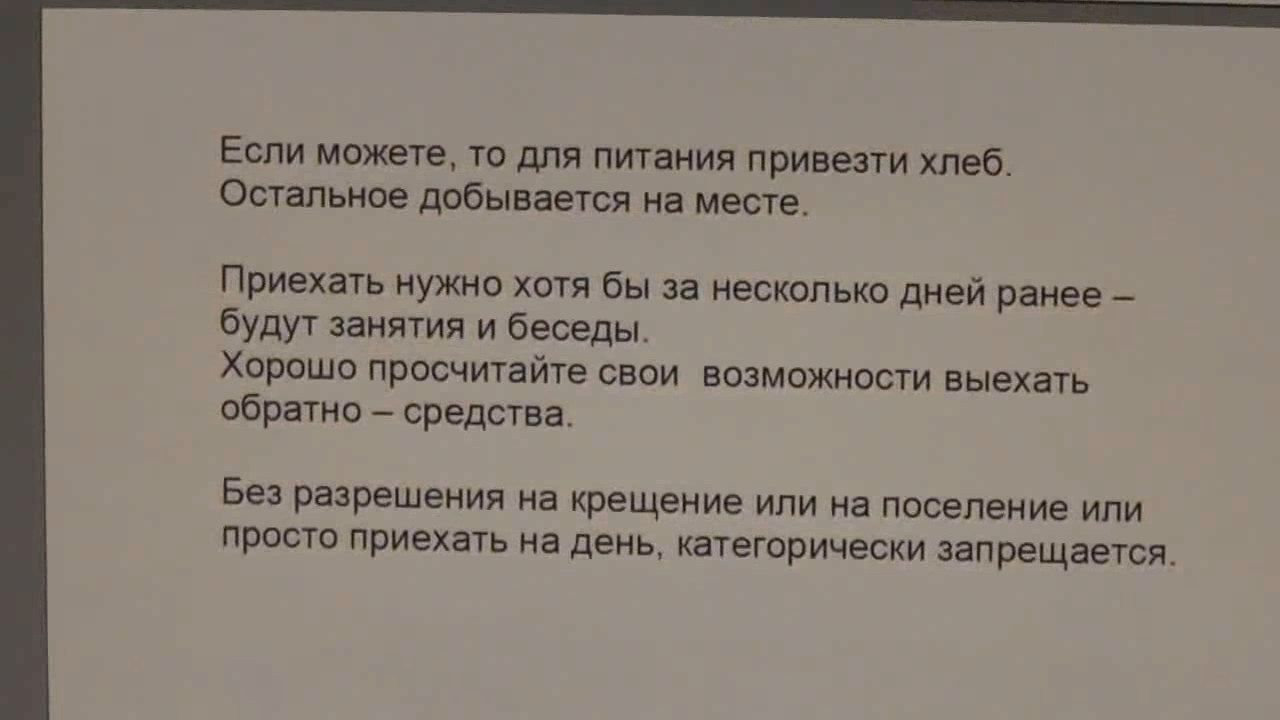 Если можете, то для питания привезти хлеб.
Остальное добывается на месте.
Приехать нужно хотя бы за несколько дней ранее –
будут занятия и беседы.
Хорошо просчитайте свои  возможности выехать
обратно – средства.
Без разрешения на крещение или на поселение или
просто приехать на день, категорически запрещается.